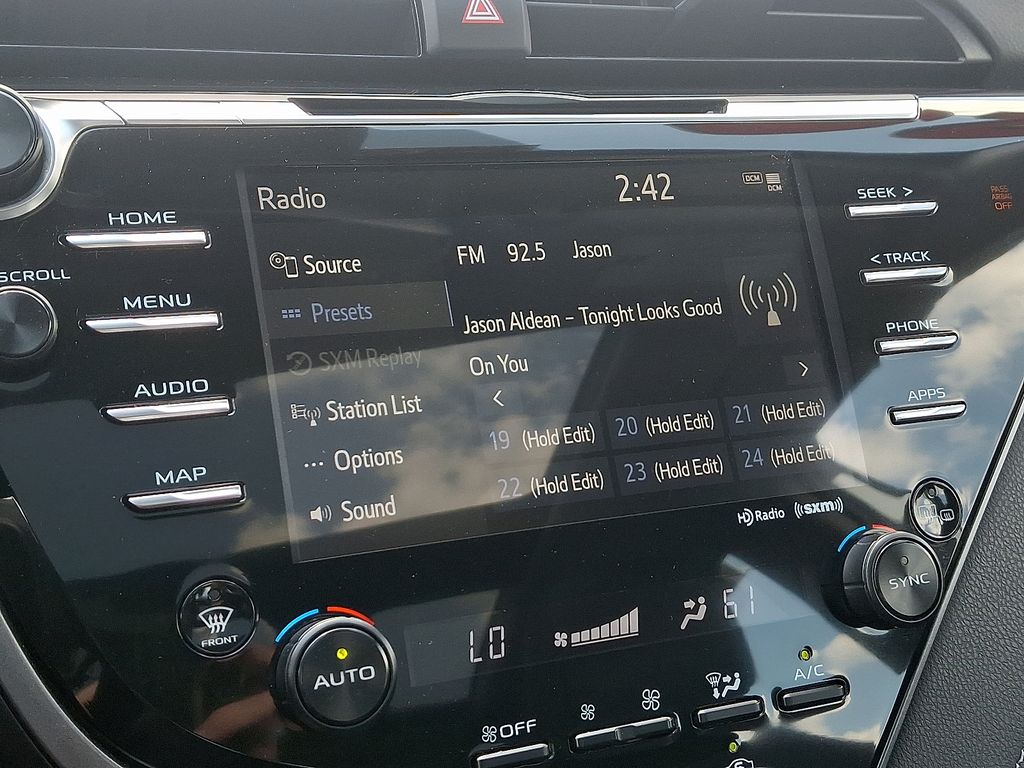 Radio
2:42
DCM
DCM
Source
Presets
SXM Replay
Station List
Options
Sound
FM 92.5 Jason
Jason Aldean – Tonight Looks Good
On You
<
>
19 (Hold Edit)
20 (Hold Edit)
21 (Hold Edit)
22 (Hold Edit)
23 (Hold Edit)
24 (Hold Edit)
HD Radio
((sxm))
HOME
SCROLL
MENU
AUDIO
MAP
SEEK >
< TRACK
PHONE
APPS
PASS
AIRBAG
OFF
FRONT
AUTO
LO
61
SYNC
OFF
A/C